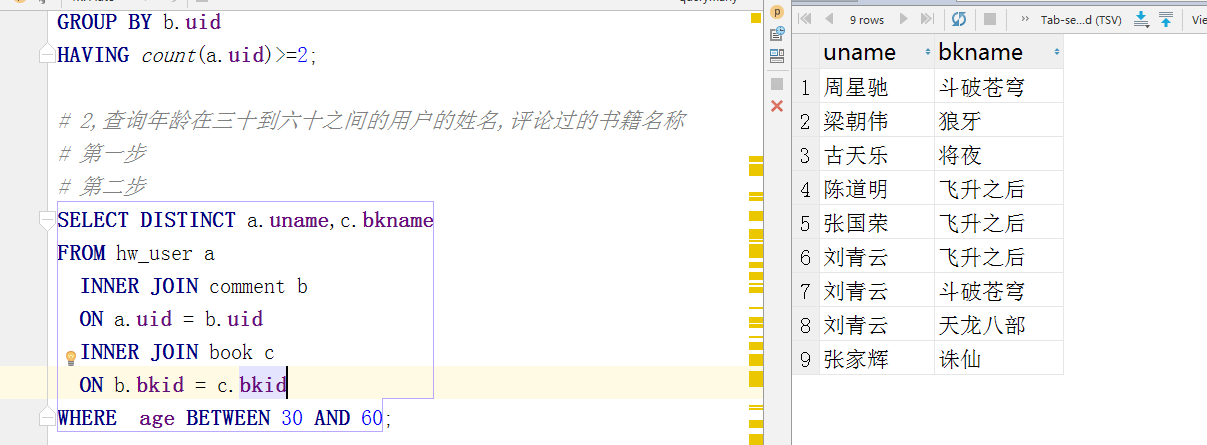 GROUP BY b.uid
HAVING count(a.uid)>=2;
# 2,查询年龄在三十到六十之间的用户的姓名,评论过的书籍名称
# 第一步
# 第二步
SELECT DISTINCT a.uname,c.bkname
FROM hw_user a
INNER JOIN comment b
ON a.uid = b.uid
INNER JOIN book c
ON b.bkid = c.bkid
WHERE age BETWEEN 30 AND 60;
9 rows
Tab-se...d (TSV)
uname bkname
1 周星驰 斗破苍穹
2 梁朝伟 狼牙
3 古天乐 将夜
4 陈道明 飞升之后
5 张国荣 飞升之后
6 刘青云 飞升之后
7 刘青云 斗破苍穹
8 刘青云 天龙八部
9 张家辉 诛仙